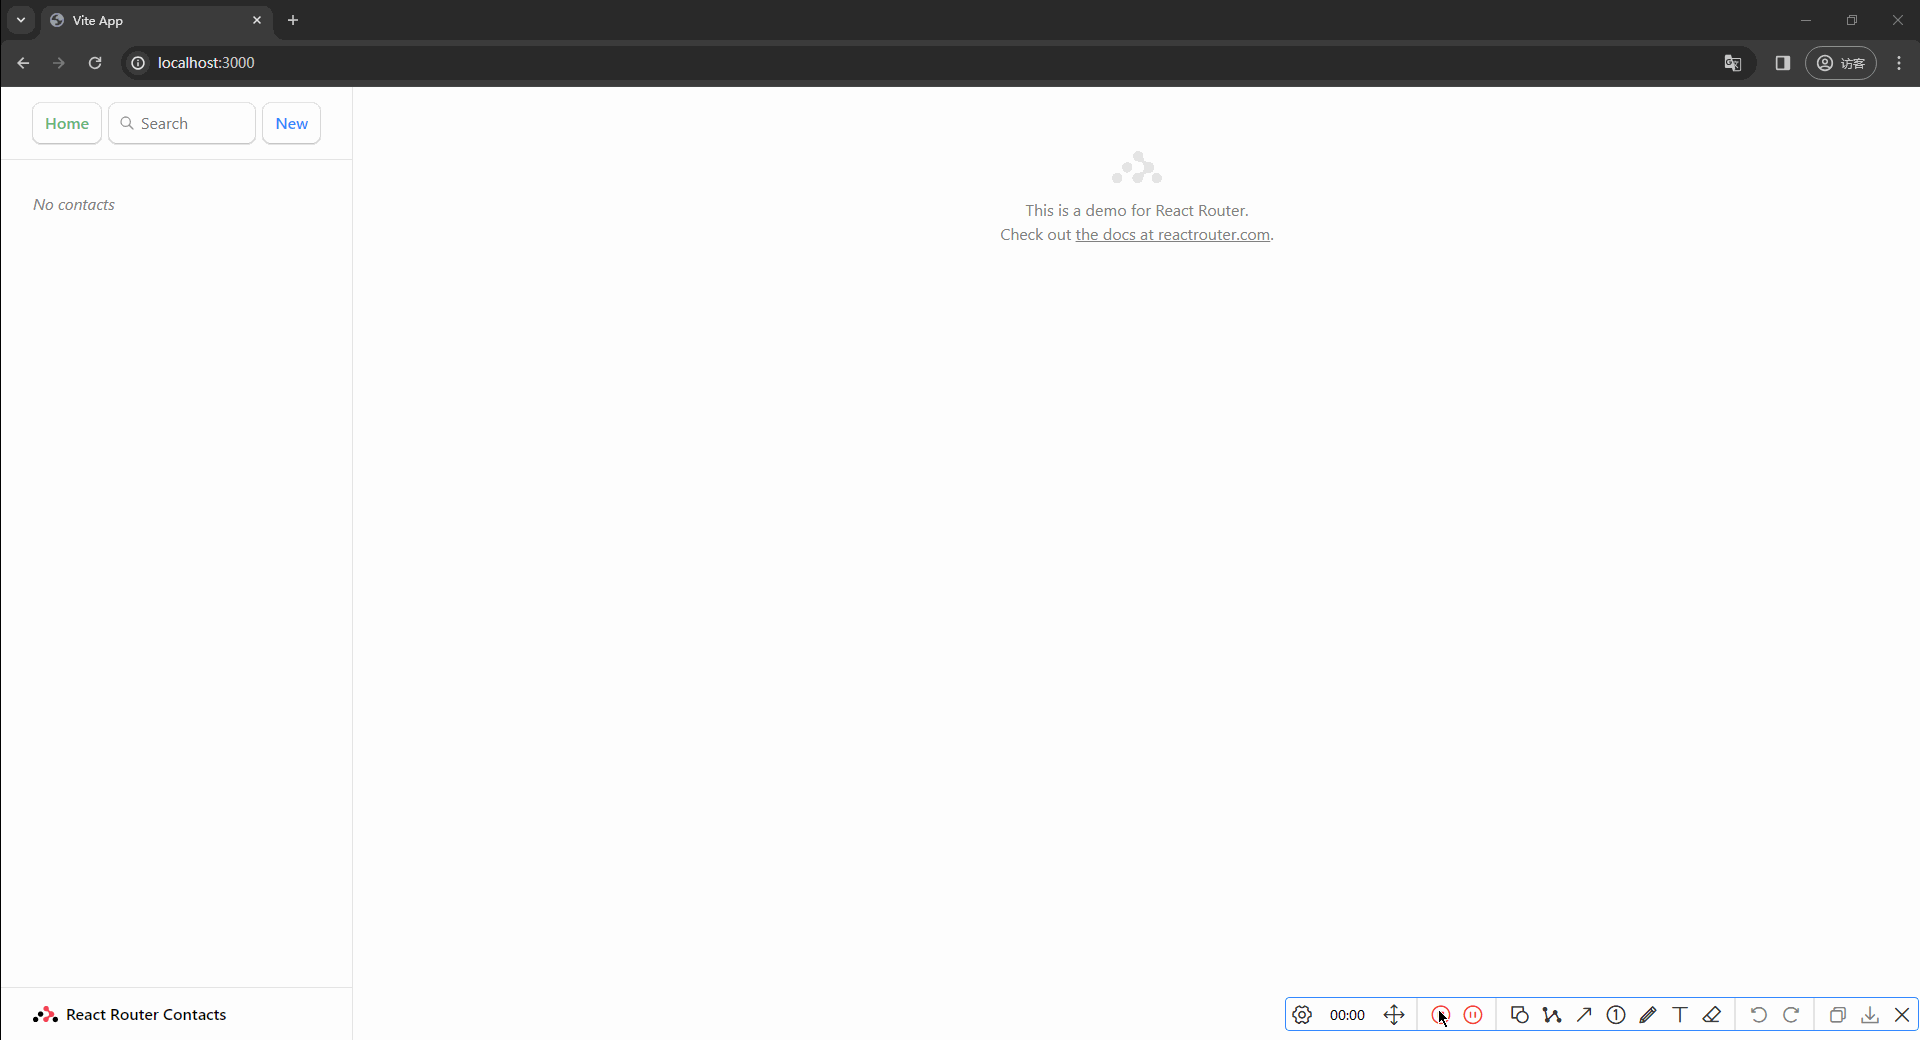 Vite App
localhost:3000
访客
Home
Search
New
No contacts
This is a demo for React Router.
Check out the docs at reactrouter.com.
React Router Contacts
00:00